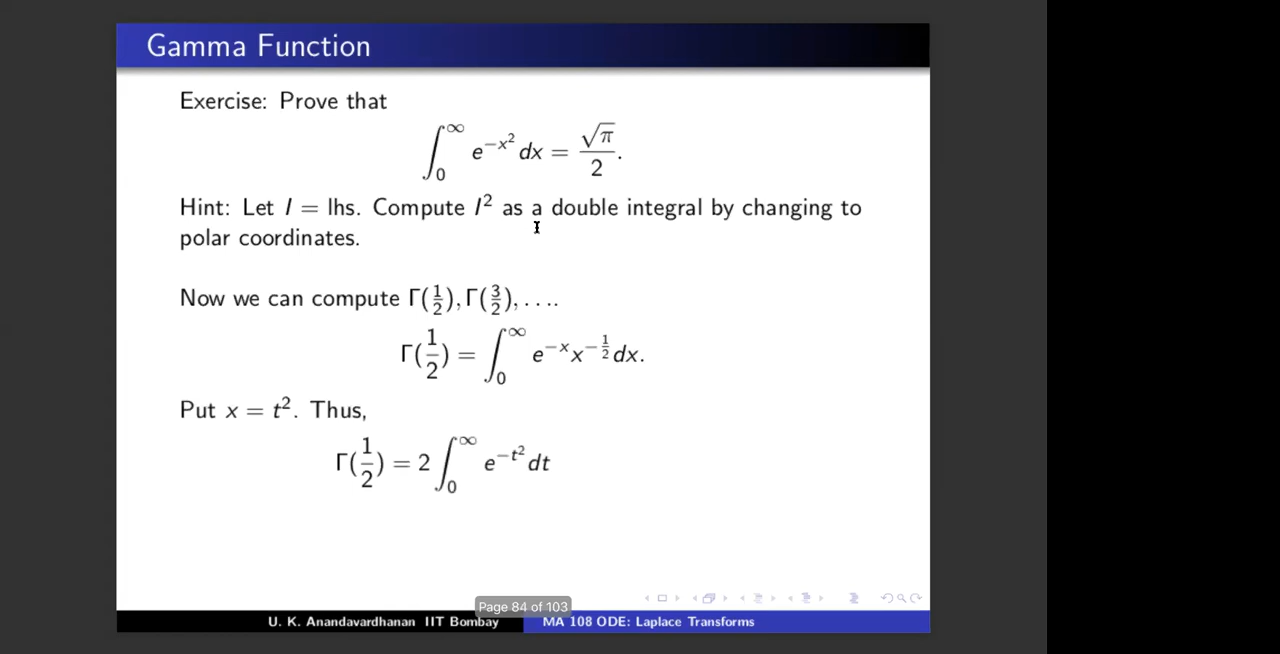 Gamma Function
Exercise: Prove that
∫₀^∞ e^{−x²} dx = √π/2.
Hint: Let I = lhs. Compute I² as a double integral by changing to
polar coordinates.
Now we can compute Γ(1/2), Γ(3/2), . . . .
Γ(1/2) = ∫₀^∞ e^{−x} x^{−1/2} dx.
Put x = t². Thus,
Γ(1/2) = 2 ∫₀^∞ e^{−t²} dt
Page 84 of 103
U. K. Anandavardhanan IIT Bombay MA 108 ODE: Laplace Transforms